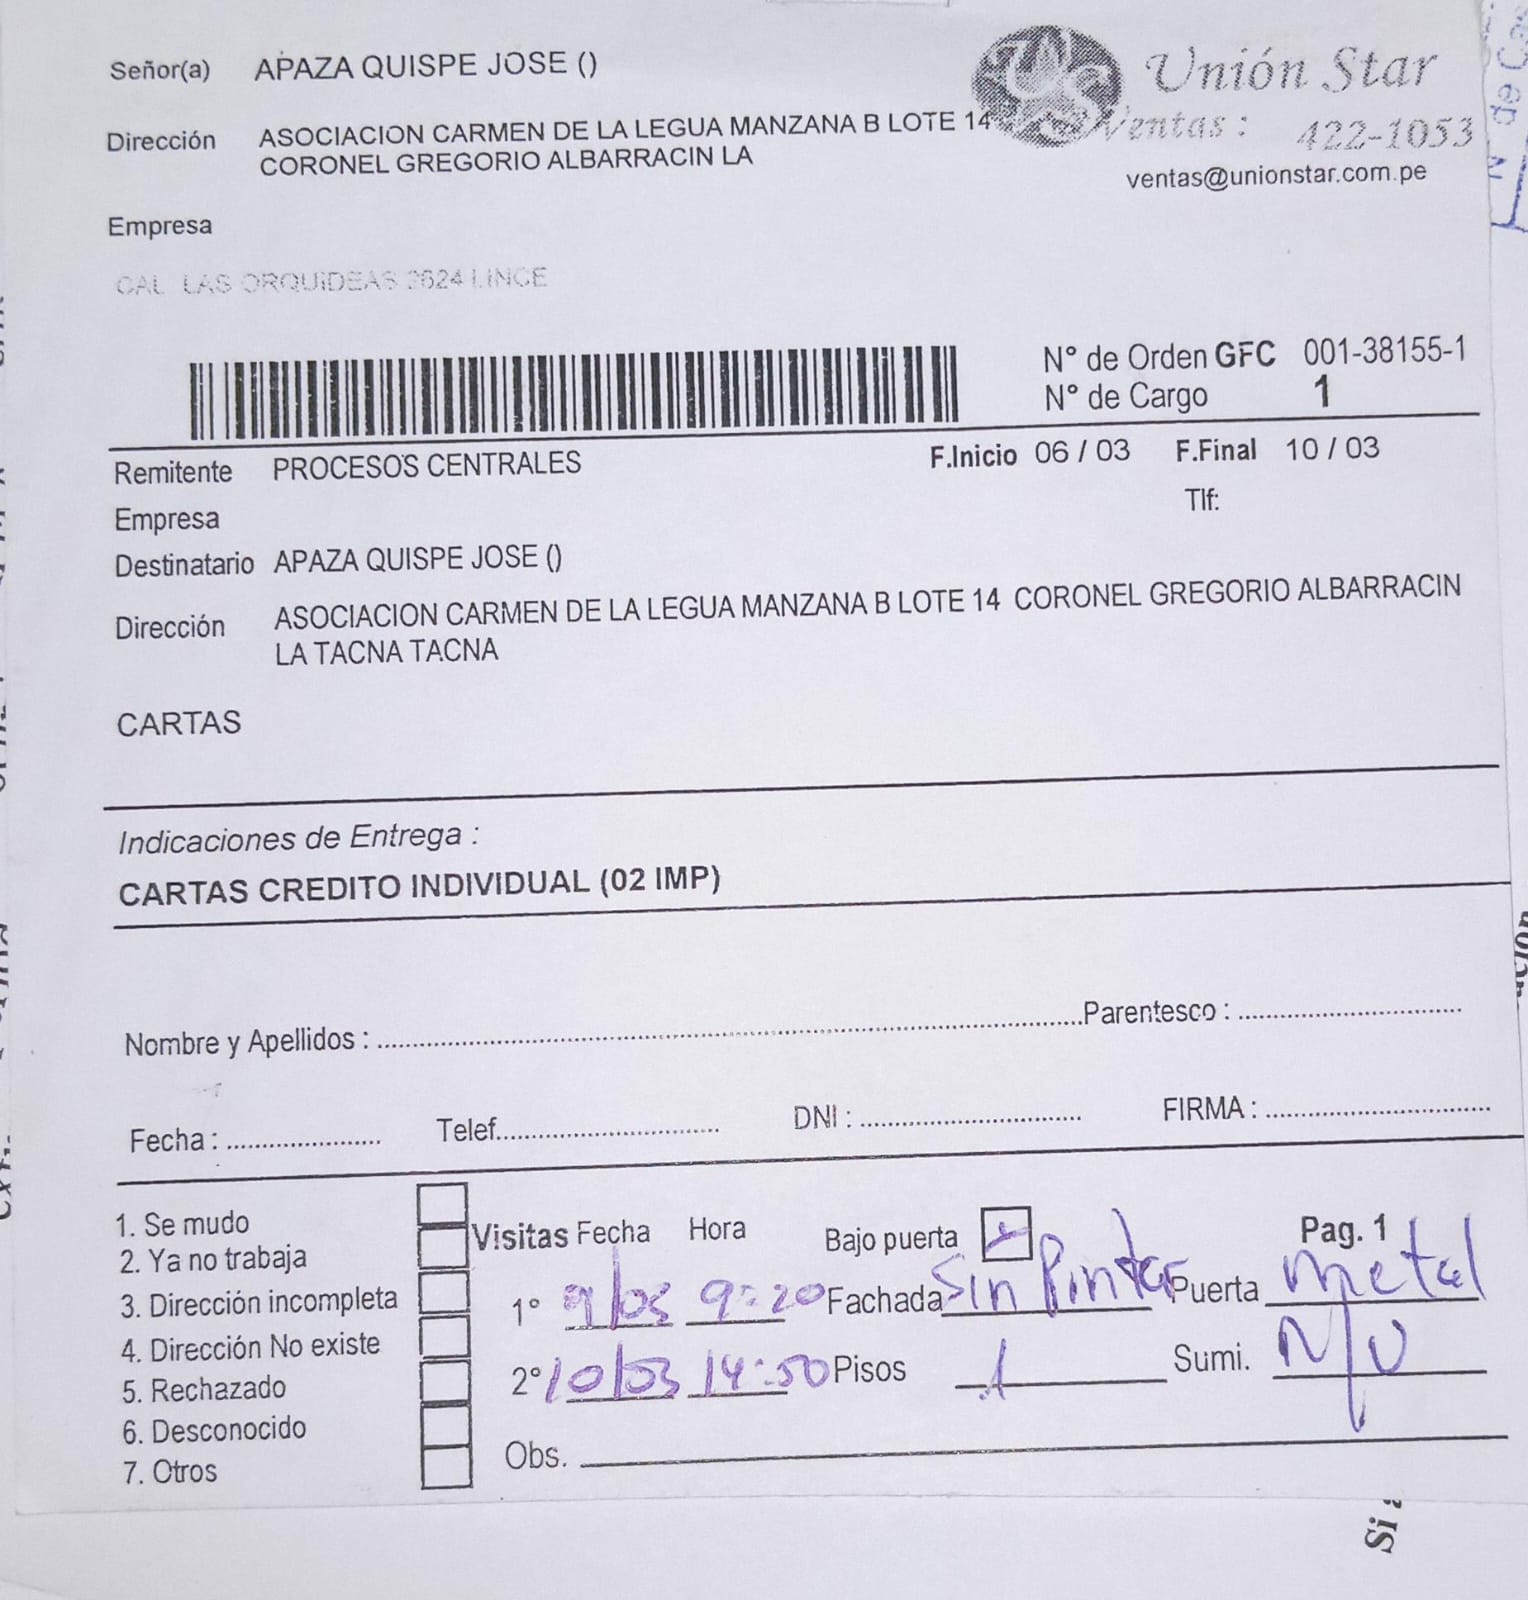 Señor(a) APAZA QUISPE JOSE ()
Unión Star
Dirección ASOCIACION CARMEN DE LA LEGUA MANZANA B LOTE 14
CORONEL GREGORIO ALBARRACIN LA
Ventas : 422-1053
ventas@unionstar.com.pe
N° de
Empresa
CAL LAS ORQUIDEAS 2624 LINCE
N° de Orden GFC 001-38155-1
N° de Cargo 1
Remitente PROCESOS CENTRALES
F.Inicio 06 / 03 F.Final 10 / 03
Empresa
Tlf:
Destinatario APAZA QUISPE JOSE ()
Dirección ASOCIACION CARMEN DE LA LEGUA MANZANA B LOTE 14 CORONEL GREGORIO ALBARRACIN
LA TACNA TACNA
CARTAS
Indicaciones de Entrega :
CARTAS CREDITO INDIVIDUAL (02 IMP)
Nombre y Apellidos : Parentesco :
Fecha : Telef. DNI : FIRMA :
1. Se mudo
2. Ya no trabaja
3. Dirección incompleta
4. Dirección No existe
5. Rechazado
6. Desconocido
7. Otros
Visitas Fecha Hora Bajo puerta Pag. 1
1° 9/03 9:20 Fachada Sin Pintar Puerta metal
2° 10/03 14:50 Pisos 1 Sumi. N/V
Obs.
Si